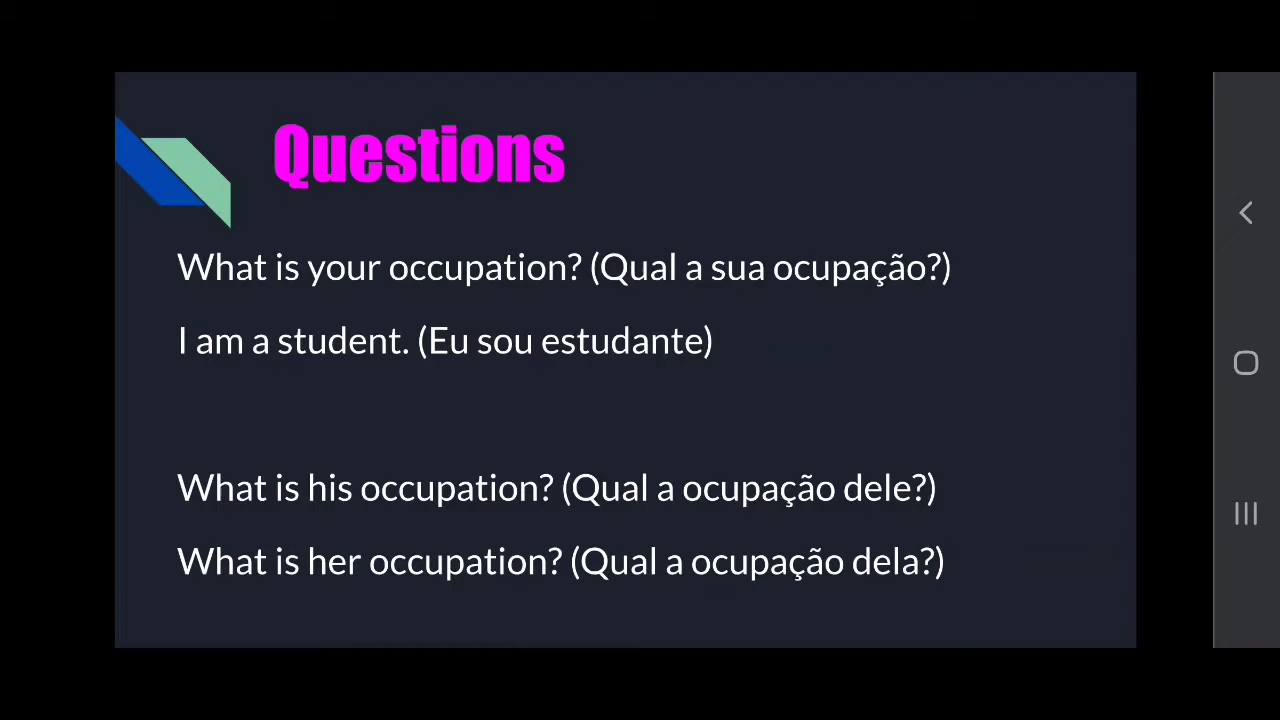 Questions
What is your occupation? (Qual a sua ocupação?)
I am a student. (Eu sou estudante)
What is his occupation? (Qual a ocupação dele?)
What is her occupation? (Qual a ocupação dela?)